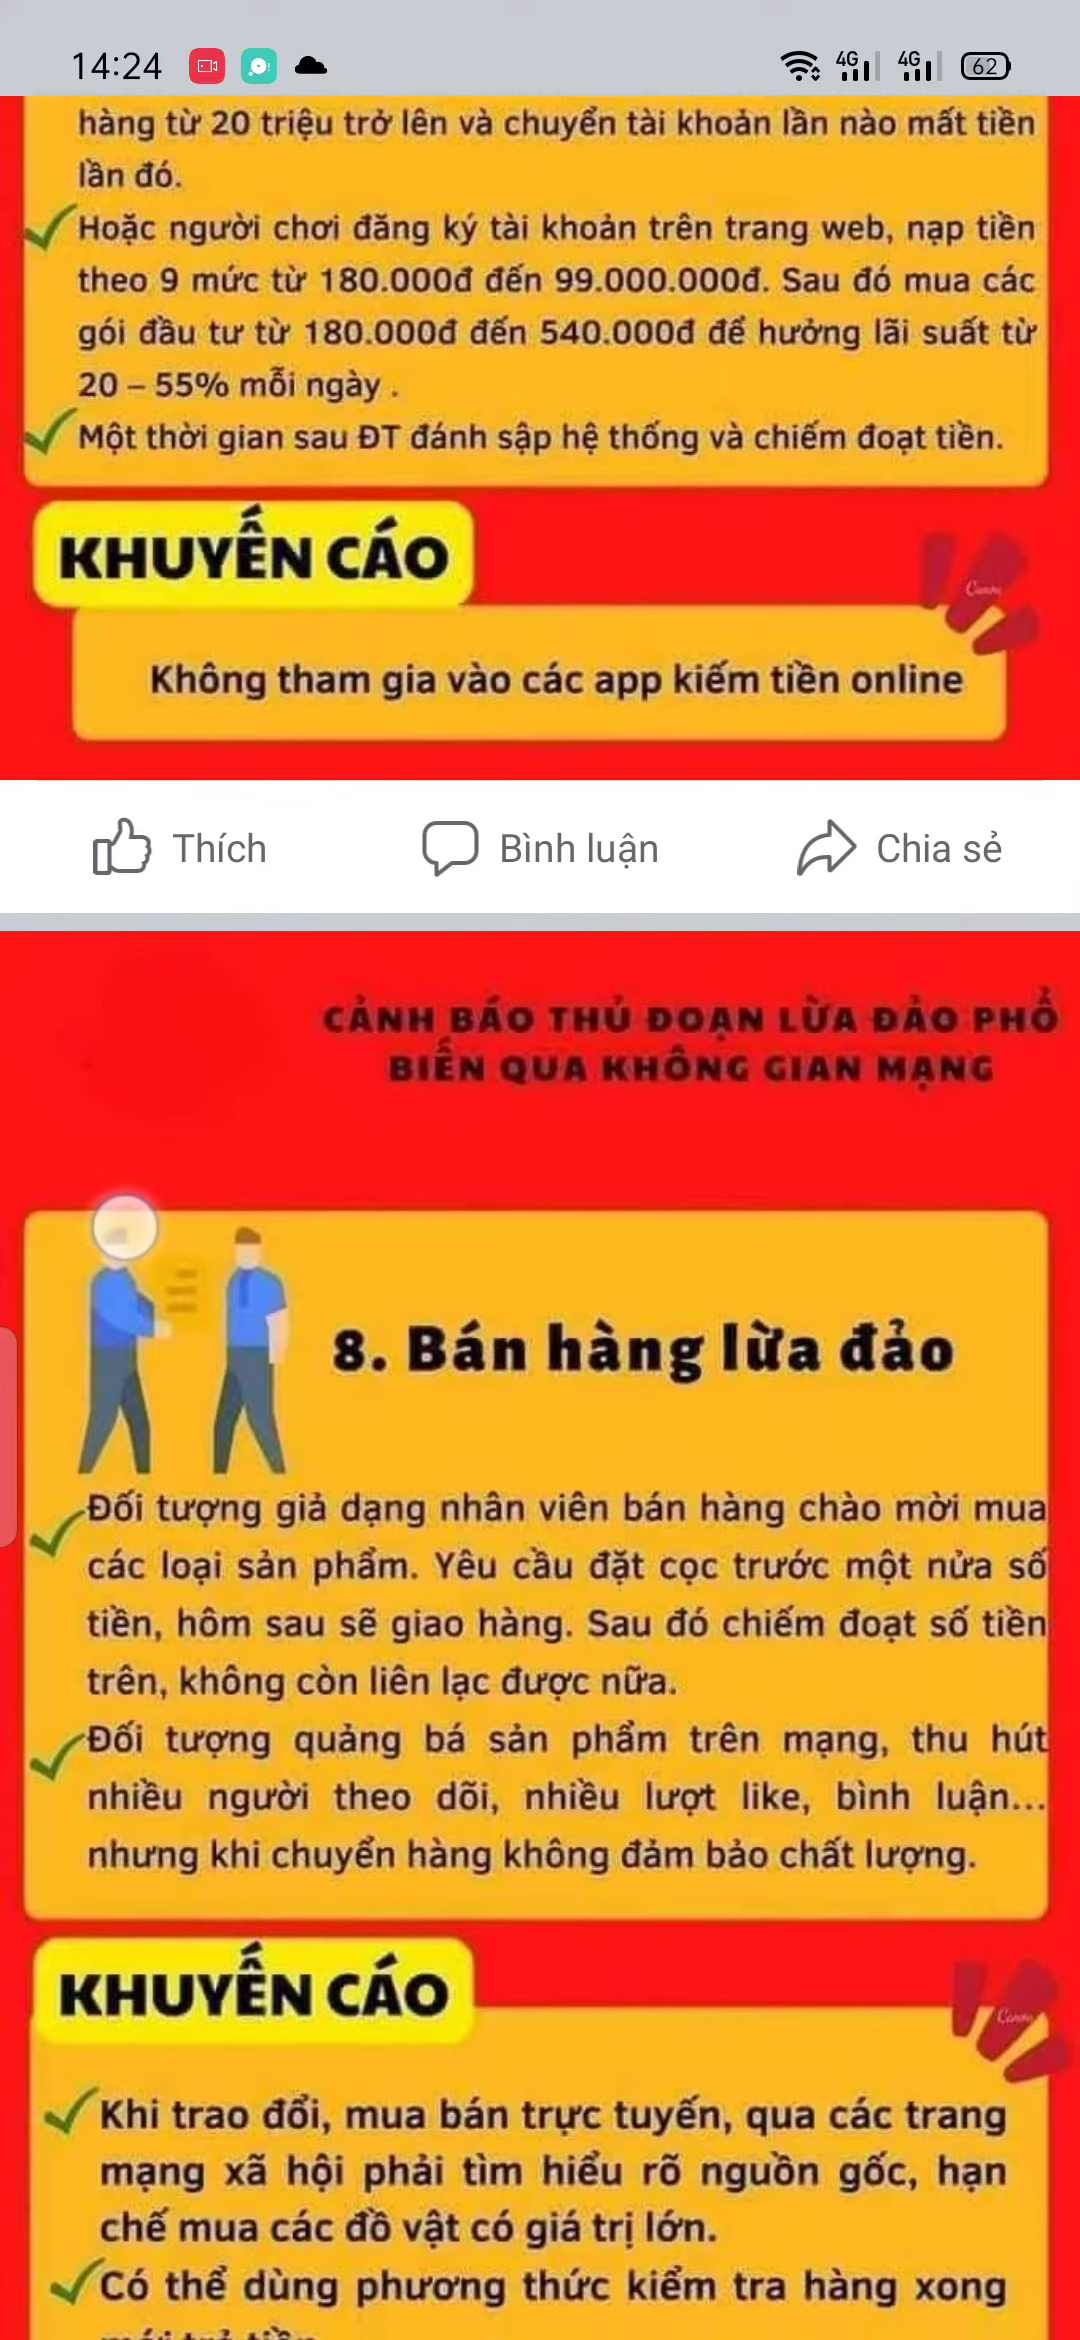 14:24
4G 4G 62
hàng từ 20 triệu trở lên và chuyển tài khoản lần nào mất tiền
lần đó.
Hoặc người chơi đăng ký tài khoản trên trang web, nạp tiền
theo 9 mức từ 180.000đ đến 99.000.000đ. Sau đó mua các
gói đầu tư từ 180.000đ đến 540.000đ để hưởng lãi suất từ
20 – 55% mỗi ngày .
Một thời gian sau ĐT đánh sập hệ thống và chiếm đoạt tiền.
KHUYẾN CÁO
Canva
Không tham gia vào các app kiếm tiền online
Thích
Bình luận
Chia sẻ
CẢNH BÁO THỦ ĐOẠN LỪA ĐẢO PHỔ
BIẾN QUA KHÔNG GIAN MẠNG
8. Bán hàng lừa đảo
Đối tượng giả dạng nhân viên bán hàng chào mời mua
các loại sản phẩm. Yêu cầu đặt cọc trước một nửa số
tiền, hôm sau sẽ giao hàng. Sau đó chiếm đoạt số tiền
trên, không còn liên lạc được nữa.
Đối tượng quảng bá sản phẩm trên mạng, thu hút
nhiều người theo dõi, nhiều lượt like, bình luận...
nhưng khi chuyển hàng không đảm bảo chất lượng.
KHUYẾN CÁO
Canva
Khi trao đổi, mua bán trực tuyến, qua các trang
mạng xã hội phải tìm hiểu rõ nguồn gốc, hạn
chế mua các đồ vật có giá trị lớn.
Có thể dùng phương thức kiểm tra hàng xong
mới trả tiền